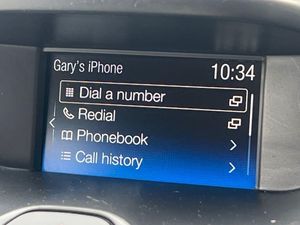 Gary's iPhone 10:34
Dial a number
Redial
Phonebook
Call history